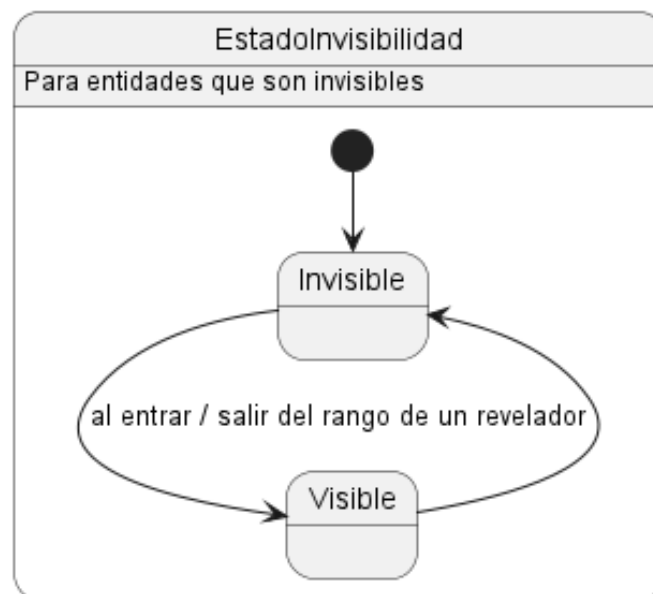 EstadoInvisibilidad
Para entidades que son invisibles
Invisible
al entrar / salir del rango de un revelador
Visible